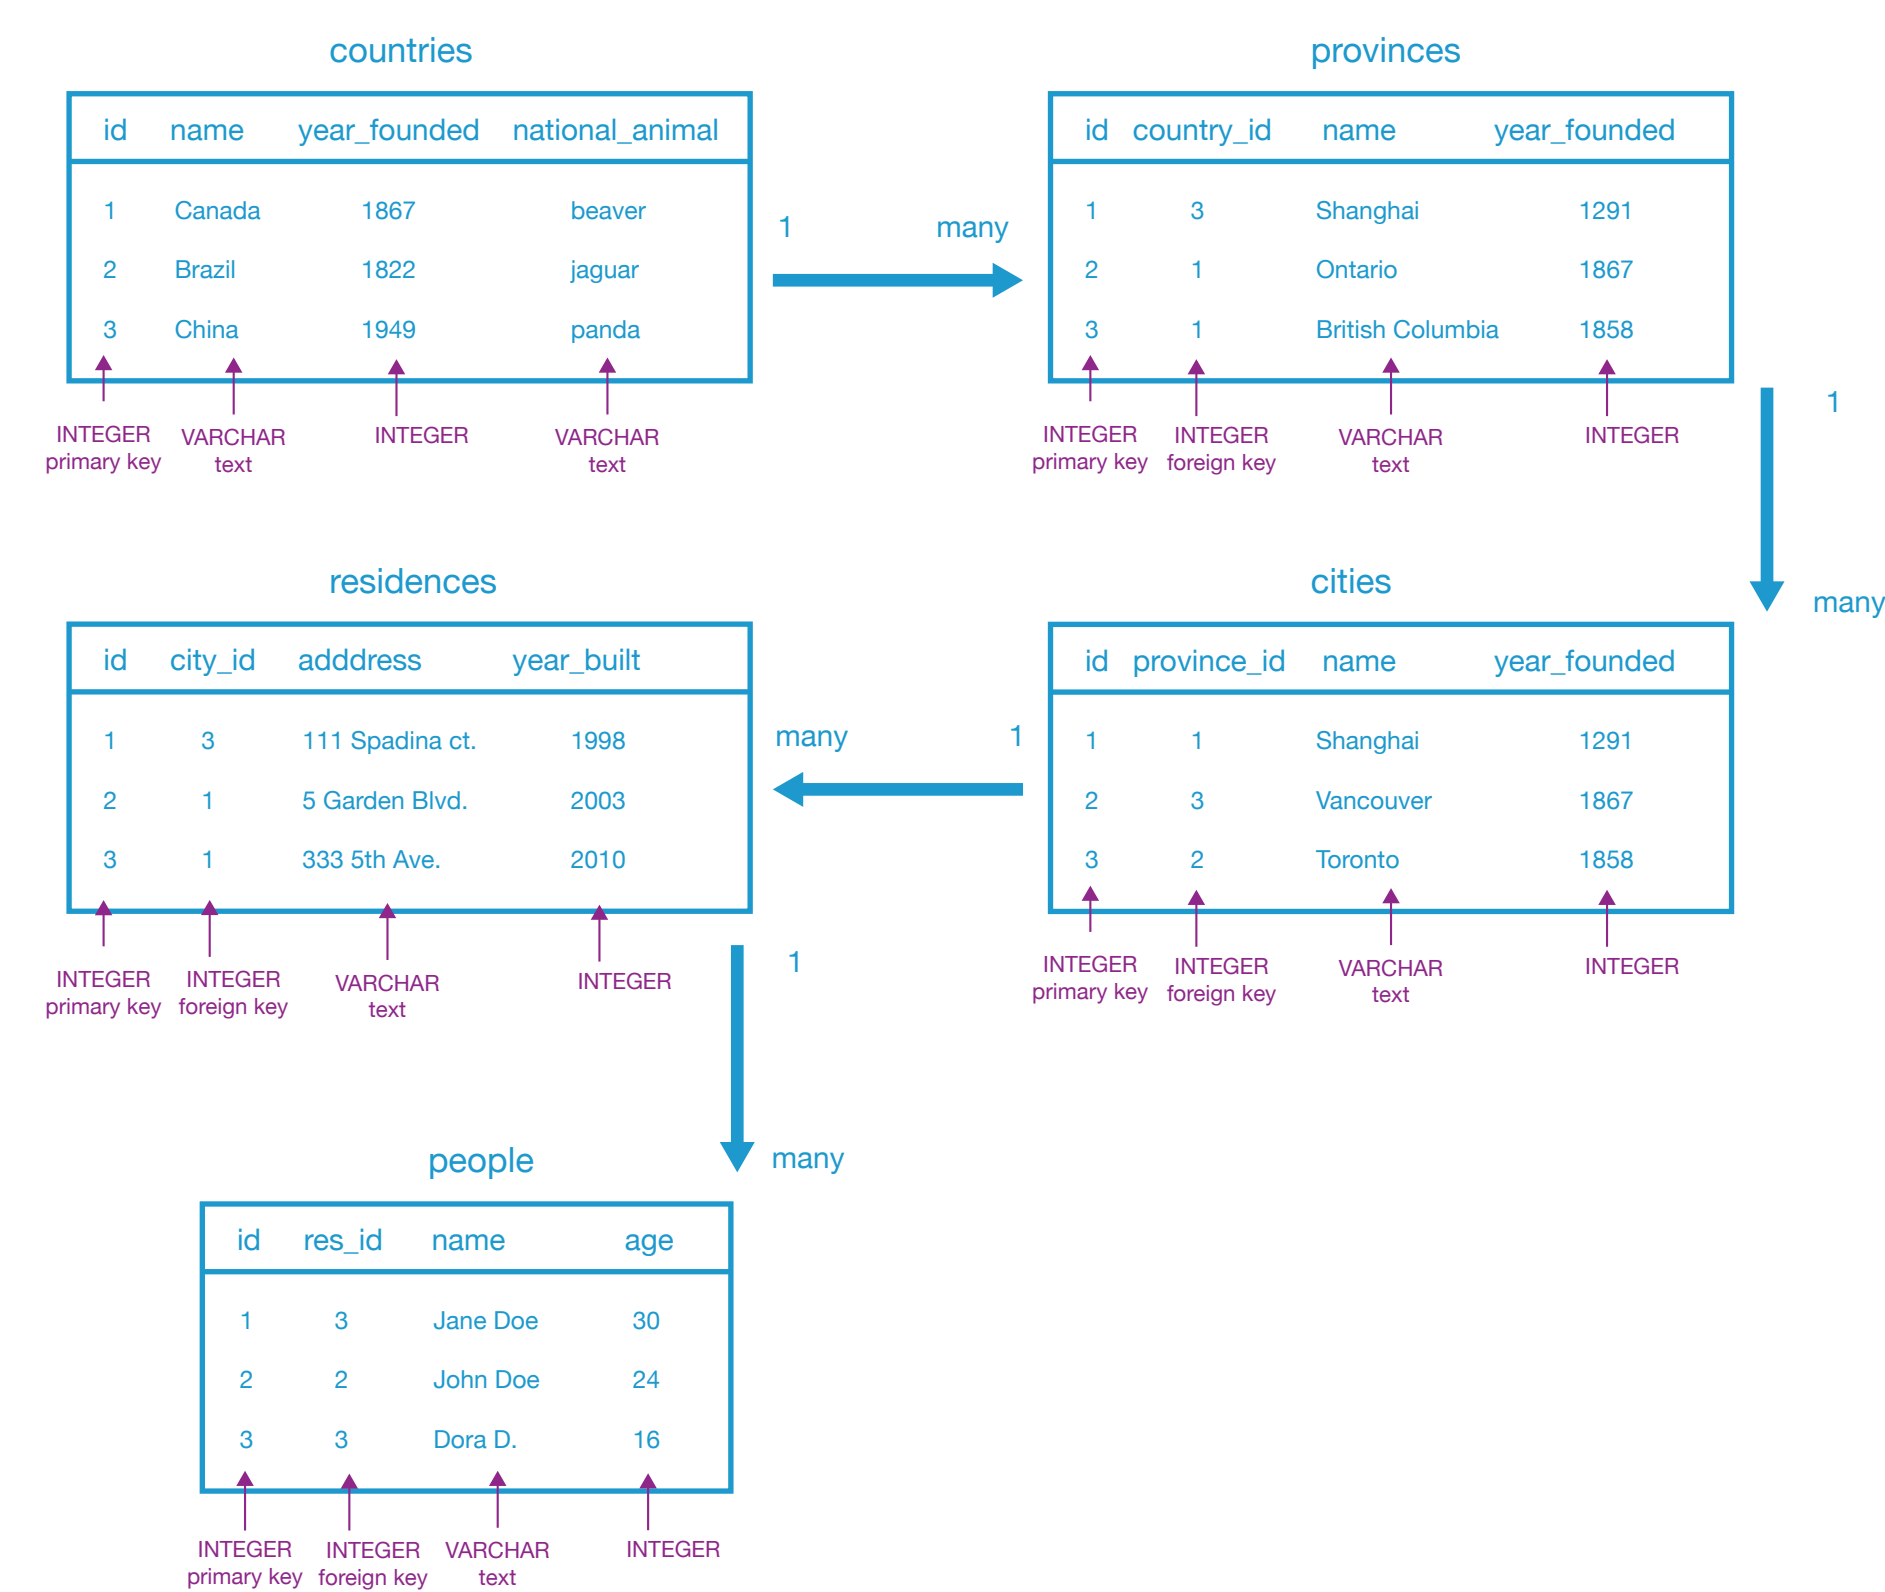 countries
id name year_founded national_animal
1 Canada 1867 beaver
2 Brazil 1822 jaguar
3 China 1949 panda
INTEGER primary key
VARCHAR text
INTEGER
VARCHAR text
1 many
provinces
id country_id name year_founded
1 3 Shanghai 1291
2 1 Ontario 1867
3 1 British Columbia 1858
INTEGER primary key
INTEGER foreign key
VARCHAR text
INTEGER
1
many
cities
id province_id name year_founded
1 1 Shanghai 1291
2 3 Vancouver 1867
3 2 Toronto 1858
INTEGER primary key
INTEGER foreign key
VARCHAR text
INTEGER
many 1
residences
id city_id adddress year_built
1 3 111 Spadina ct. 1998
2 1 5 Garden Blvd. 2003
3 1 333 5th Ave. 2010
INTEGER primary key
INTEGER foreign key
VARCHAR text
INTEGER
1
many
people
id res_id name age
1 3 Jane Doe 30
2 2 John Doe 24
3 3 Dora D. 16
INTEGER primary key
INTEGER foreign key
VARCHAR text
INTEGER